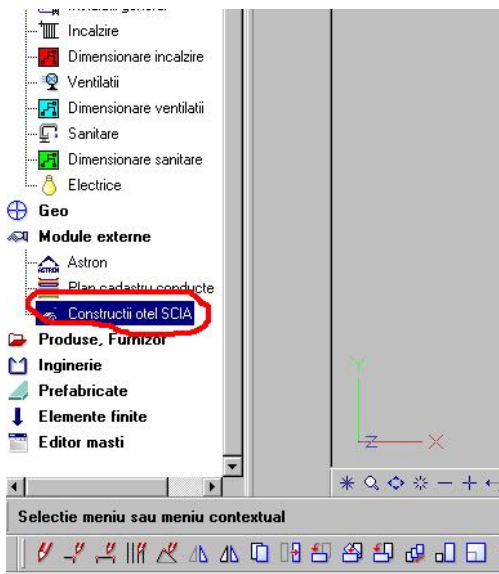 Incalzire
Dimensionare incalzire
Ventilatii
Dimensionare ventilatii
Sanitare
Dimensionare sanitare
Electrice
Geo
Module externe
Astron
Plan cadastru conducte
Constructii otel SCIA
Produse, Furnizor
Inginerie
Prefabricate
Elemente finite
Editor masti
Y
Z
X
Selectie meniu sau meniu contextual